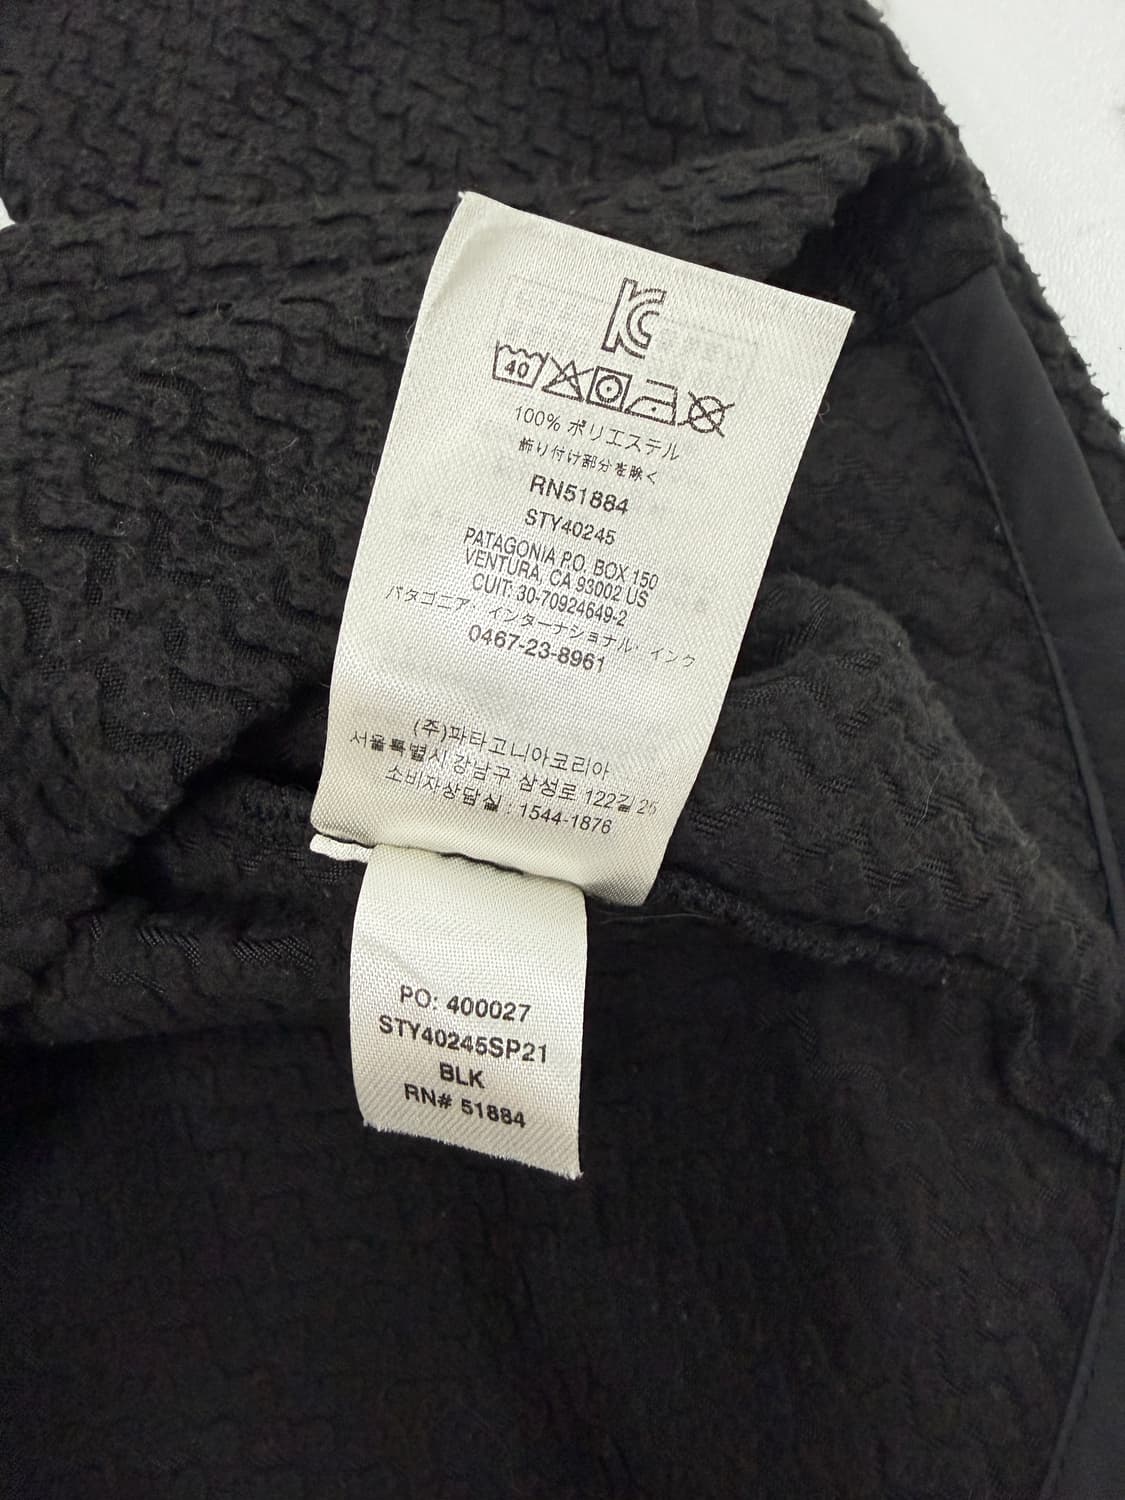 KC
40
100% ポリエステル
飾り付け部分を除く
RN51884
STY40245
PATAGONIA P.O. BOX 150
VENTURA, CA 93002 US
CUIT: 30-70924649-2
パタゴニア・インターナショナル・インク
0467-23-8961
(주)파타고니아코리아
서울특별시 강남구 삼성로 122길 26
소비자상담실 : 1544-1876
PO: 400027
STY40245SP21
BLK
RN# 51884